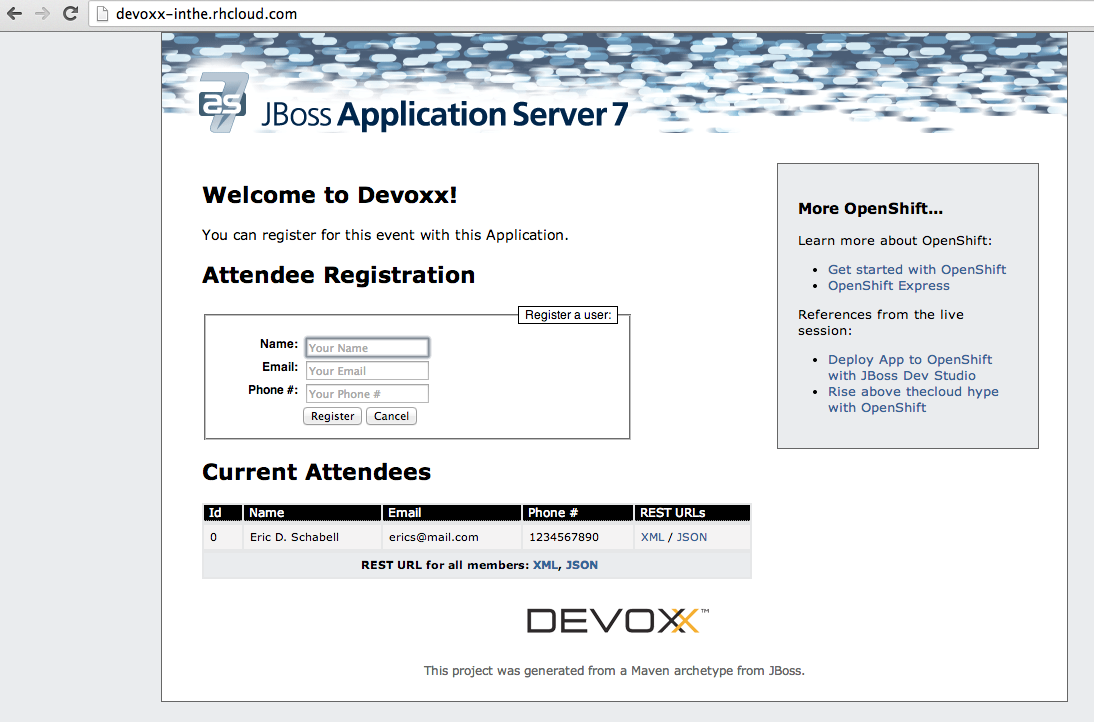 devoxx-inthe.rhcloud.com
as 7
JBoss Application Server 7
Welcome to Devoxx!
You can register for this event with this Application.
Attendee Registration
Register a user:
Name: Your Name
Email: Your Email
Phone #: Your Phone #
Register Cancel
Current Attendees
Id Name Email Phone # REST URLs
0 Eric D. Schabell erics@mail.com 1234567890 XML / JSON
REST URL for all members: XML, JSON
More OpenShift...
Learn more about OpenShift:
• Get started with OpenShift
• OpenShift Express
References from the live
session:
• Deploy App to OpenShift
with JBoss Dev Studio
• Rise above thecloud hype
with OpenShift
DEVOXX™
This project was generated from a Maven archetype from JBoss.